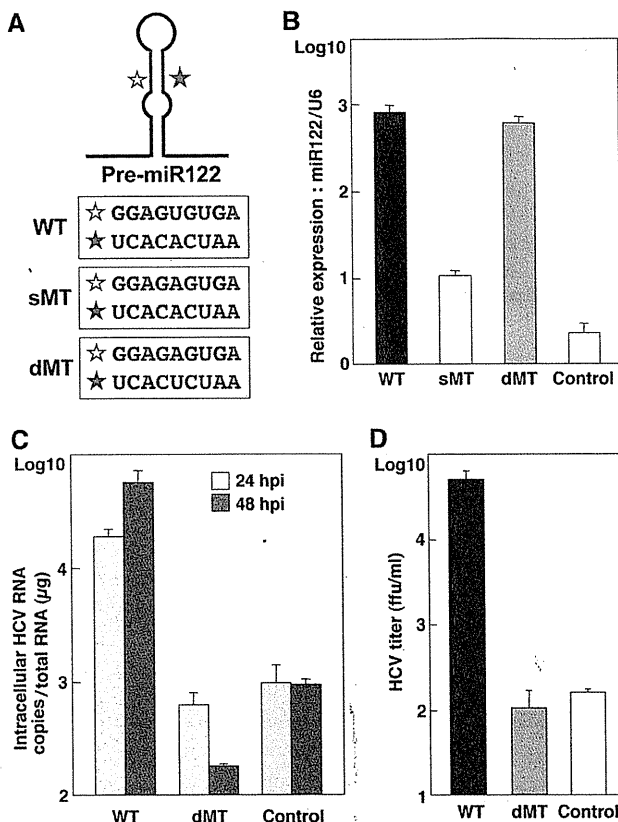 A
Pre-miR122
WT
☆ GGAGUGUGA
★ UCACACUAA
sMT
☆ GGAGAGUGA
★ UCACACUAA
dMT
☆ GGAGAGUGA
★ UCACUCUAA
B
Log10
Relative expression : miR122/U6
3
2
1
0
WT sMT dMT Control
C
Log10
Intracellular HCV RNA
copies/total RNA (µg)
24 hpi
48 hpi
4
3
2
WT dMT Control
D
Log10
HCV titer (ffu/ml)
4
3
2
1
WT dMT Control